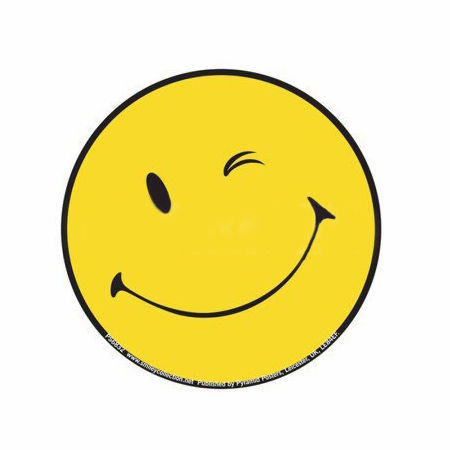 www.smileycollection.net Published by Pyramid Posters, Leicester, UK,